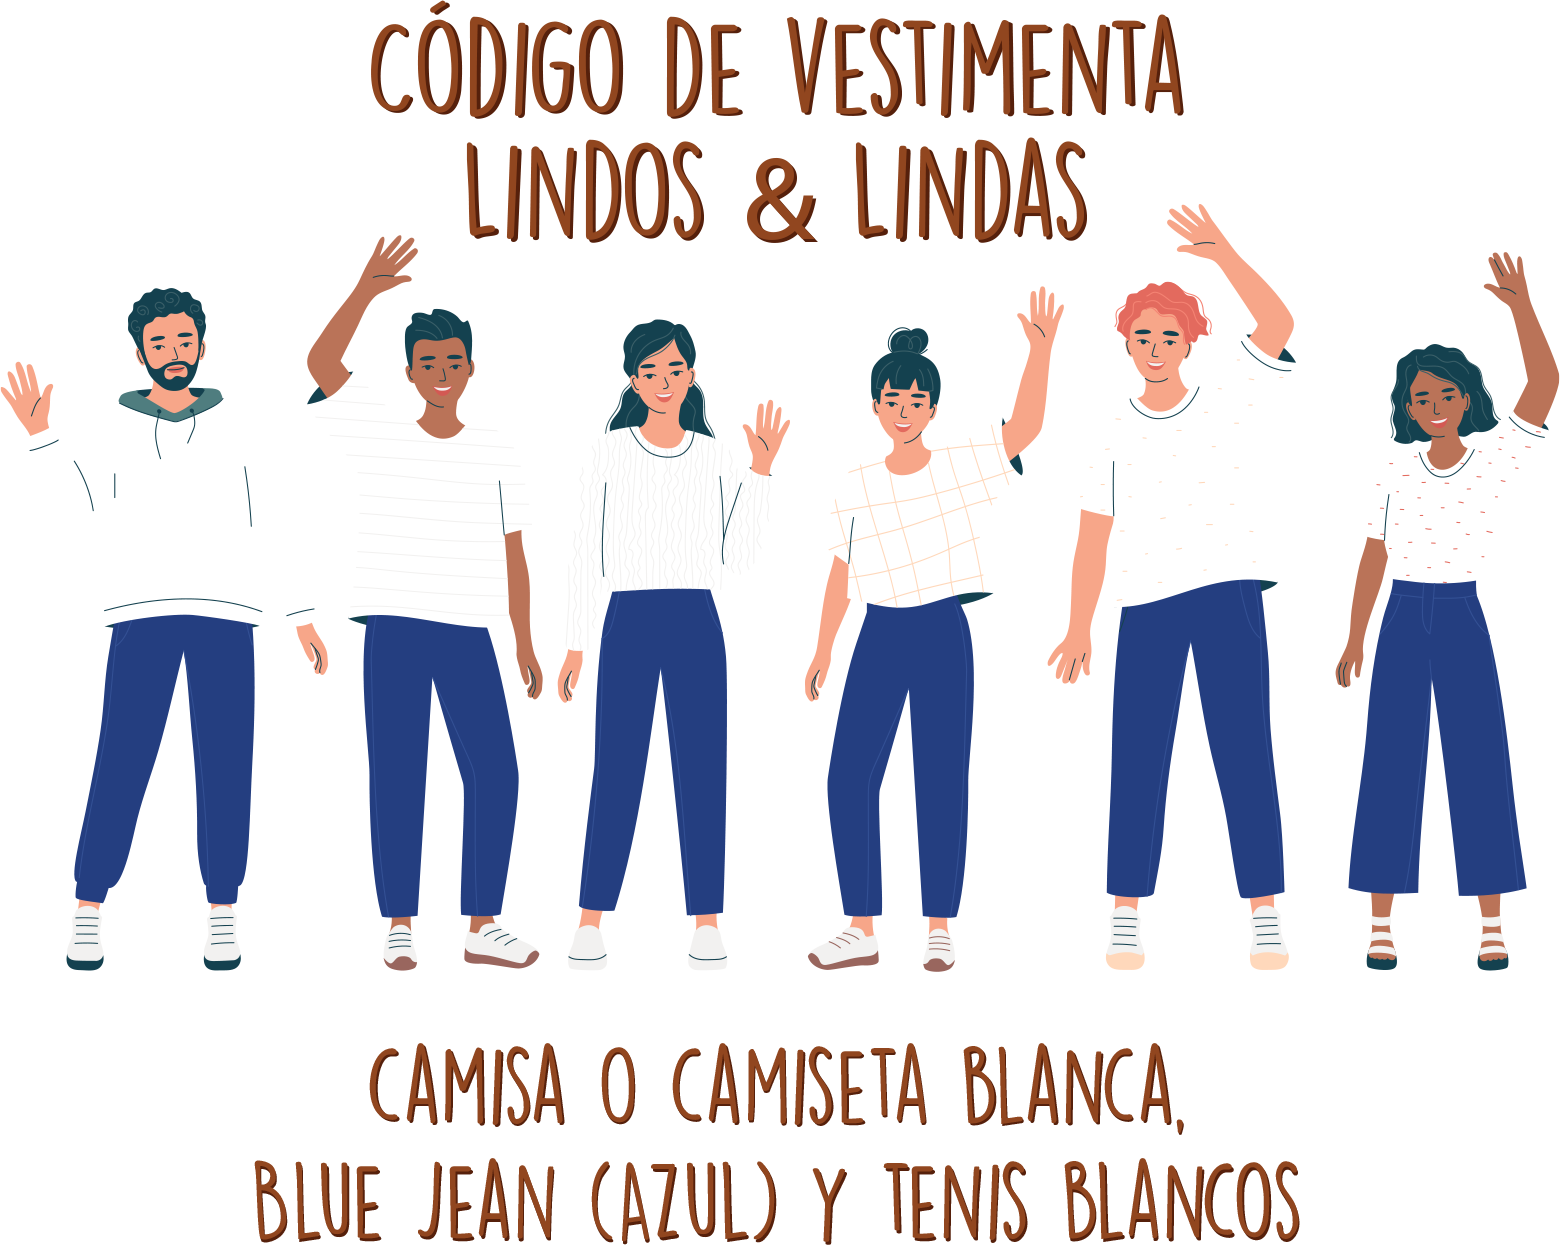 CÓDIGO DE VESTIMENTA
LINDOS & LINDAS
CAMISA O CAMISETA BLANCA,
BLUE JEAN (AZUL) Y TENIS BLANCOS